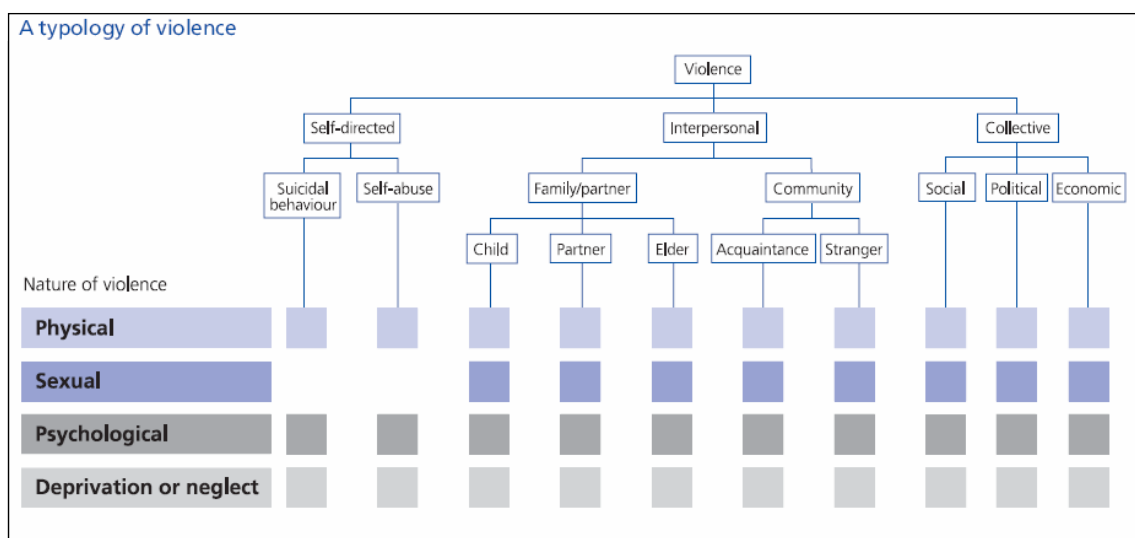 A typology of violence
Violence
Self-directed
Interpersonal
Collective
Suicidal
behaviour
Self-abuse
Family/partner
Community
Social
Political
Economic
Child
Partner
Elder
Acquaintance
Stranger
Nature of violence
Physical
Sexual
Psychological
Deprivation or neglect